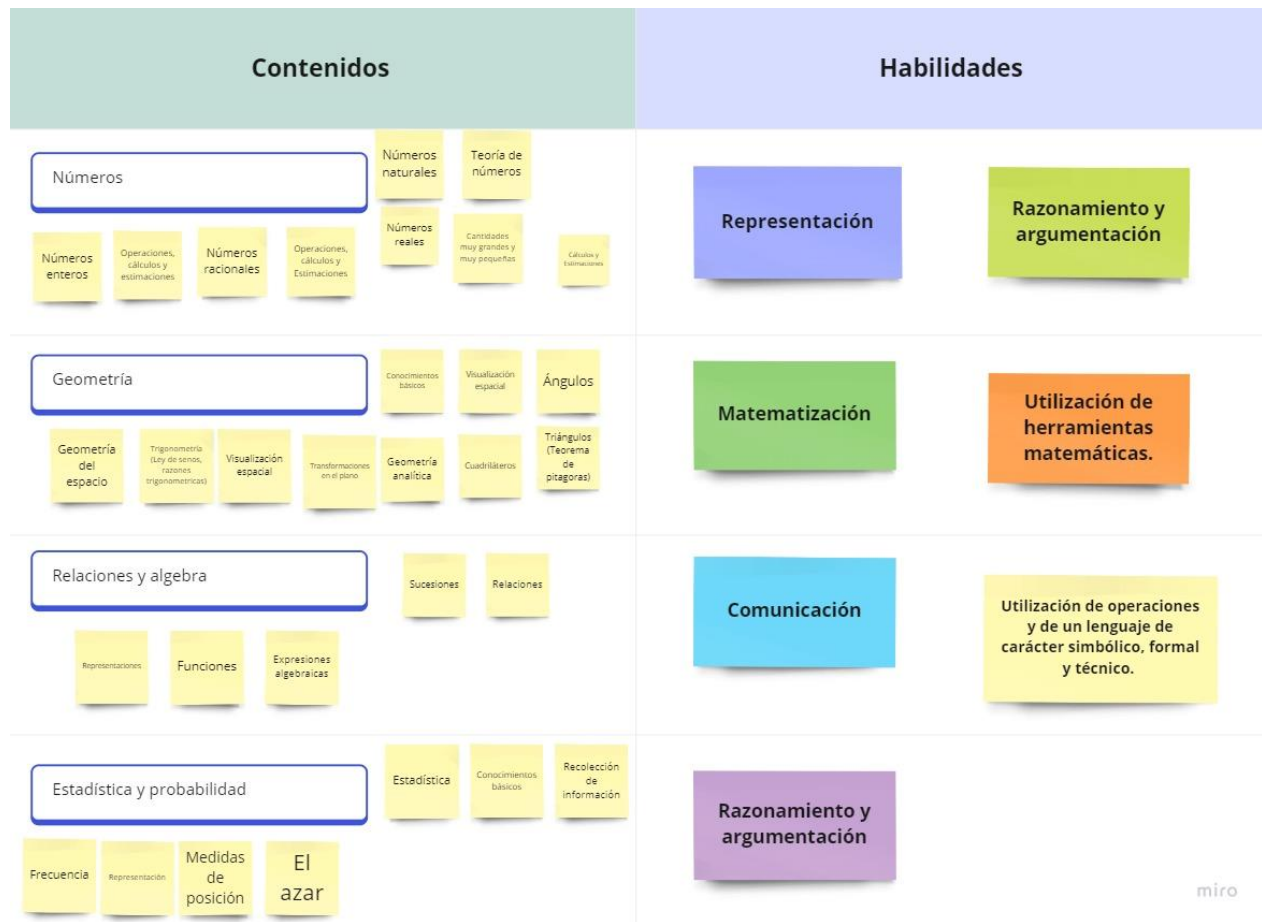 Contenidos
Habilidades
Números
Números
naturales
Teoría de
números
Números
enteros
Operaciones,
cálculos y
estimaciones
Números
racionales
Operaciones,
cálculos y
Estimaciones
Números
reales
Cantidades
muy grandes y
muy pequeñas
Cálculos y
Estimaciones
Representación
Razonamiento y
argumentación
Geometría
Conocimientos
básicos
Visualización
espacial
Ángulos
Geometría
del
espacio
Trigonometría
(Ley de senos,
razones
trigonometricas)
Visualización
espacial
Transformaciones
en el plano
Geometría
analítica
Cuadriláteros
Triángulos
(Teorema
de
pitagoras)
Matematización
Utilización de
herramientas
matemáticas.
Relaciones y algebra
Sucesiones
Relaciones
Representaciones
Funciones
Expresiones
algebraicas
Comunicación
Utilización de operaciones
y de un lenguaje de
carácter simbólico, formal
y técnico.
Estadística y probabilidad
Estadística
Conocimientos
básicos
Recolección
de
información
Frecuencia
Representación
Medidas
de
posición
El
azar
Razonamiento y
argumentación
miro